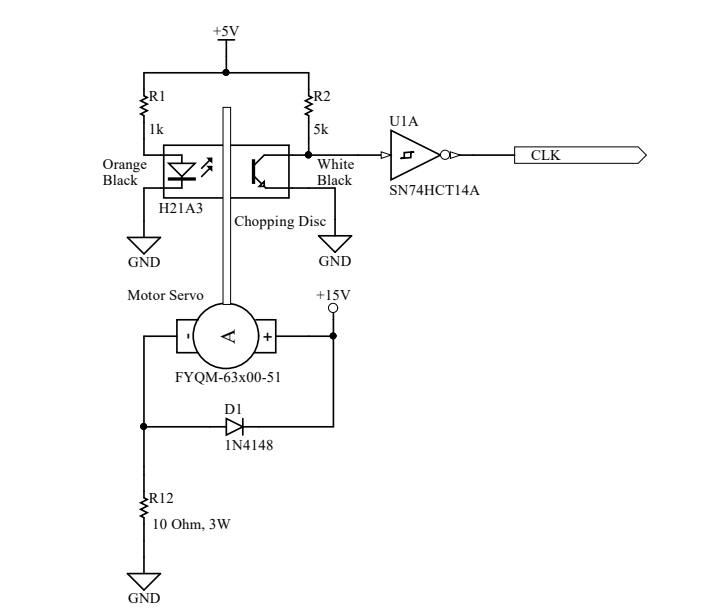 +5V
R1
R2
1k
5k
U1A
CLK
Orange
Black
White
Black
SN74HCT14A
H21A3
Chopping Disc
GND
GND
Motor Servo
+15V
-
A
+
FYQM-63x00-51
D1
1N4148
R12
10 Ohm, 3W
GND